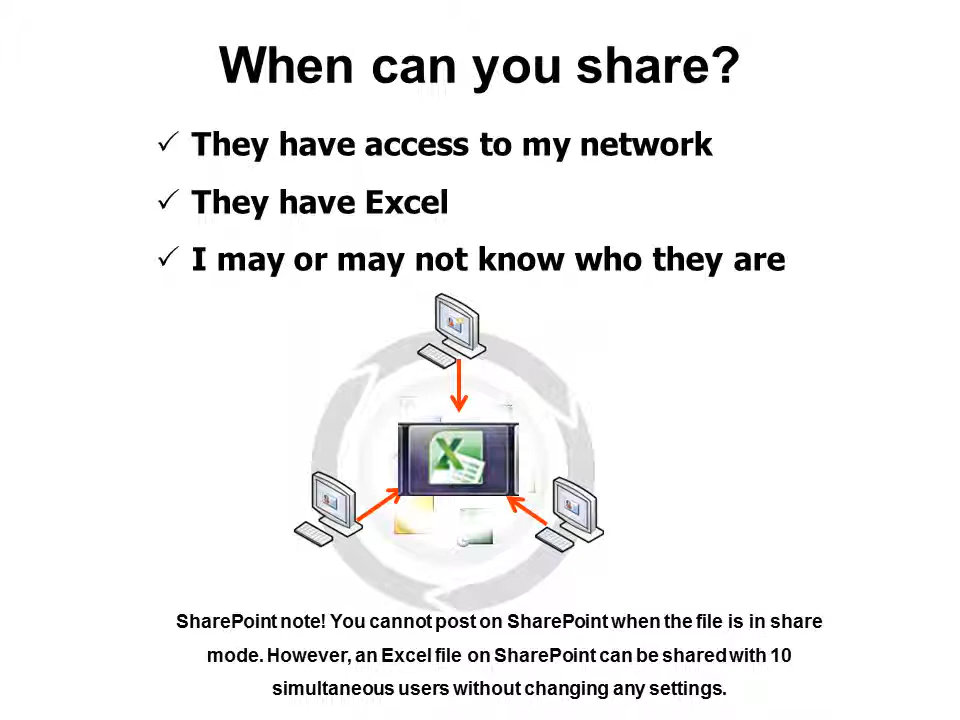 When can you share?
✓ They have access to my network
✓ They have Excel
✓ I may or may not know who they are
SharePoint note! You cannot post on SharePoint when the file is in share
mode. However, an Excel file on SharePoint can be shared with 10
simultaneous users without changing any settings.